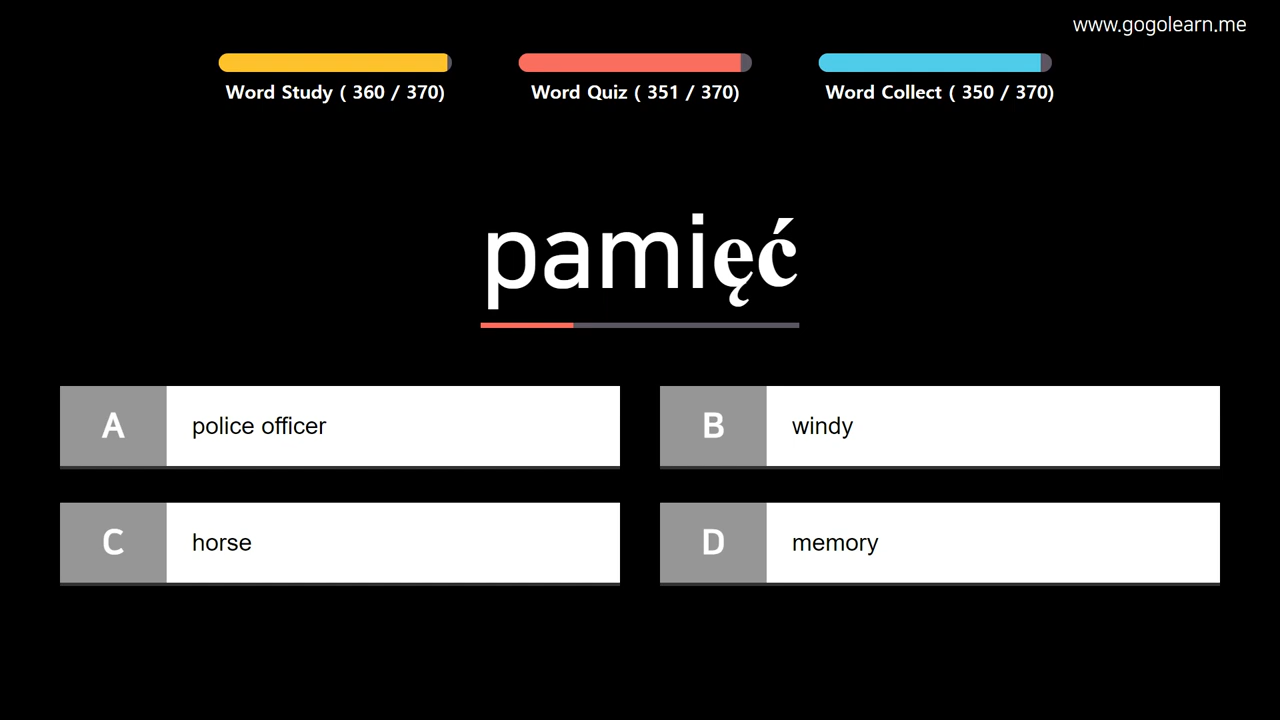 www.gogolearn.me
Word Study ( 360 / 370)
Word Quiz ( 351 / 370)
Word Collect ( 350 / 370)
pamięć
A police officer
B windy
C horse
D memory